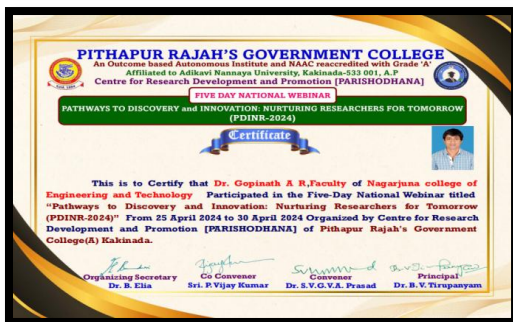 PITHAPUR RAJAH'S GOVERNMENT COLLEGE
An Outcome based Autonomous Institute and NAAC reaccredited with Grade 'A'
Affiliated to Adikavi Nannaya University, Kakinada-533 001, A.P
Centre for Research Development and Promotion [PARISHODHANA]
FIVE DAY NATIONAL WEBINAR
PATHWAYS TO DISCOVERY and INNOVATION: NURTURING RESEARCHERS FOR TOMORROW
(PDINR-2024)
Certificate
This is to Certify that Dr. Gopinath A R,Faculty of Nagarjuna college of
Engineering and Technology Participated in the Five-Day National Webinar titled
"Pathways to Discovery and Innovation: Nurturing Researchers for Tomorrow
(PDINR-2024)" From 25 April 2024 to 30 April 2024 Organized by Centre for Research
Development and Promotion [PARISHODHANA] of Pithapur Rajah's Government
College(A) Kakinada.
Organizing Secretary
Dr. B. Elia
Co Convener
Sri. P.Vijay Kumar
Convener
Dr. S.V.G.V.A. Prasad
Principal
Dr. B.V. Tirupanyam